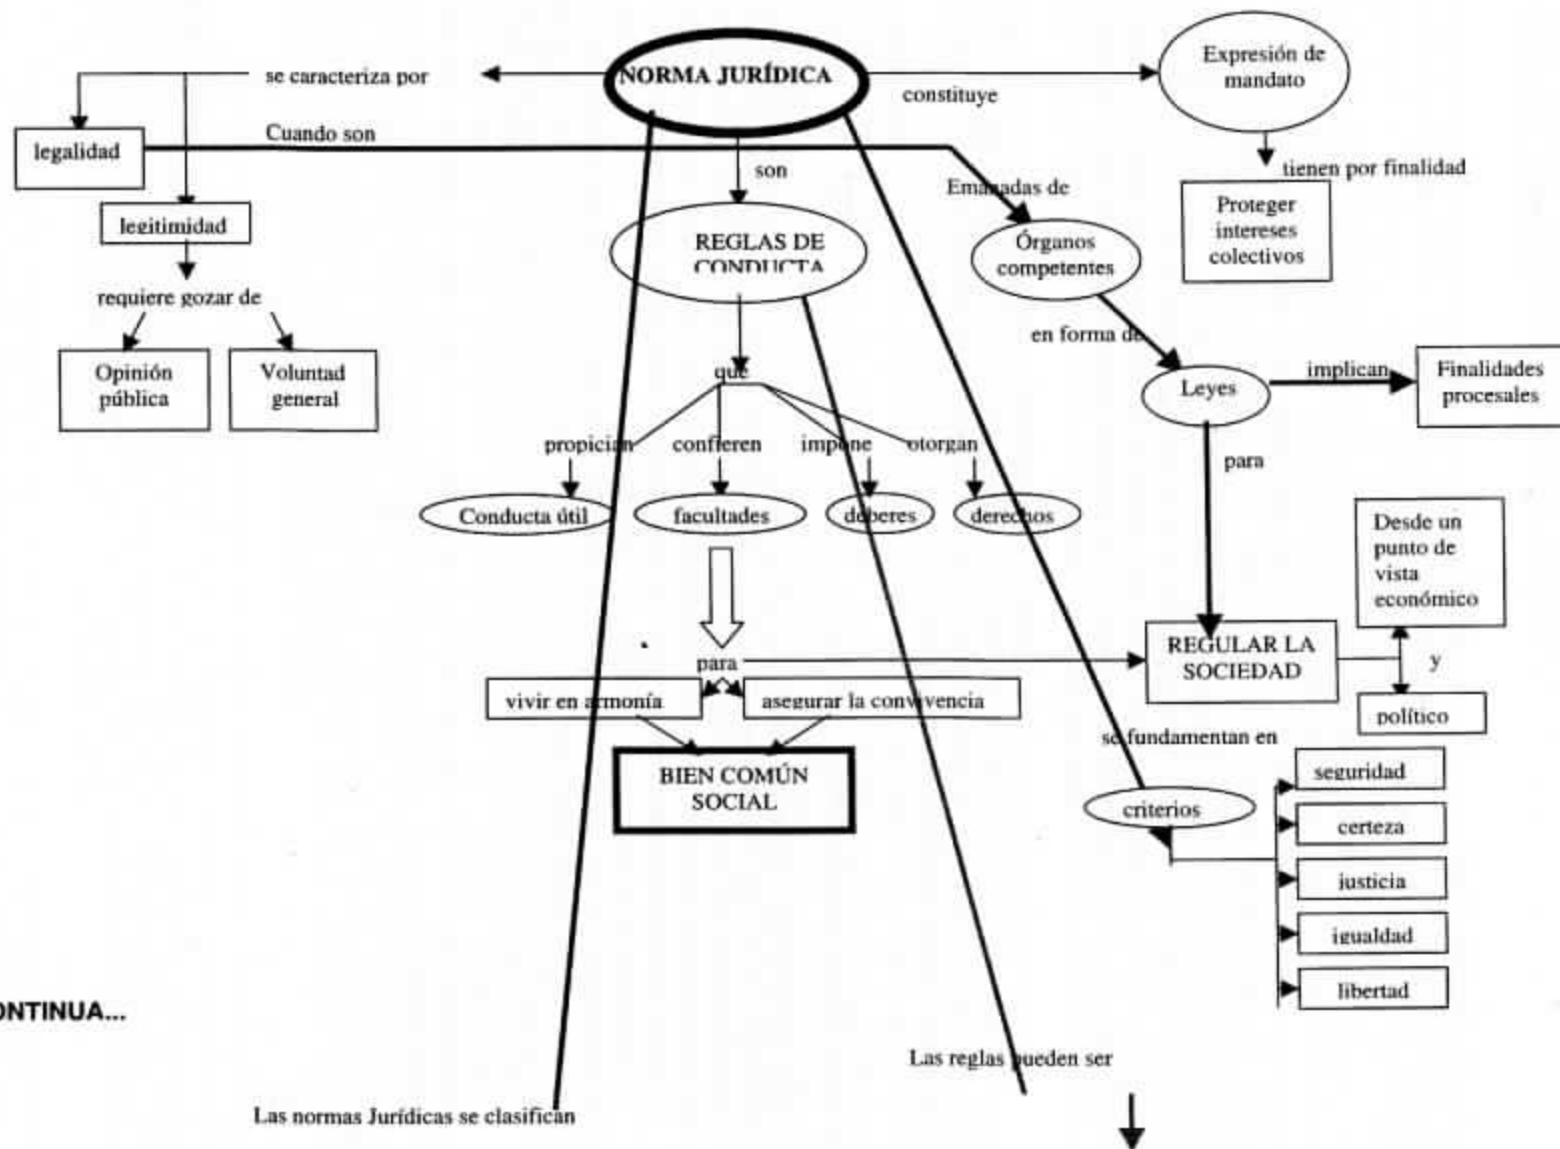 NORMA JURÍDICA
se caracteriza por
constituye
Expresión de
mandato
legalidad
Cuando son
son
tienen por finalidad
Emanadas de
Proteger
intereses
colectivos
legitimidad
REGLAS DE
CONDUCTA
Órganos
competentes
requiere gozar de
en forma de
Opinión
pública
Voluntad
general
que
Leyes
implican
Finalidades
procesales
propician
confieren
impone
otorgan
para
Conducta útil
facultades
deberes
derechos
Desde un
punto de
vista
económico
para
REGULAR LA
SOCIEDAD
y
político
vivir en armonía
asegurar la convivencia
se fundamentan en
BIEN COMÚN
SOCIAL
criterios
seguridad
certeza
justicia
igualdad
libertad
ONTINUA...
Las reglas pueden ser
Las normas Jurídicas se clasifican